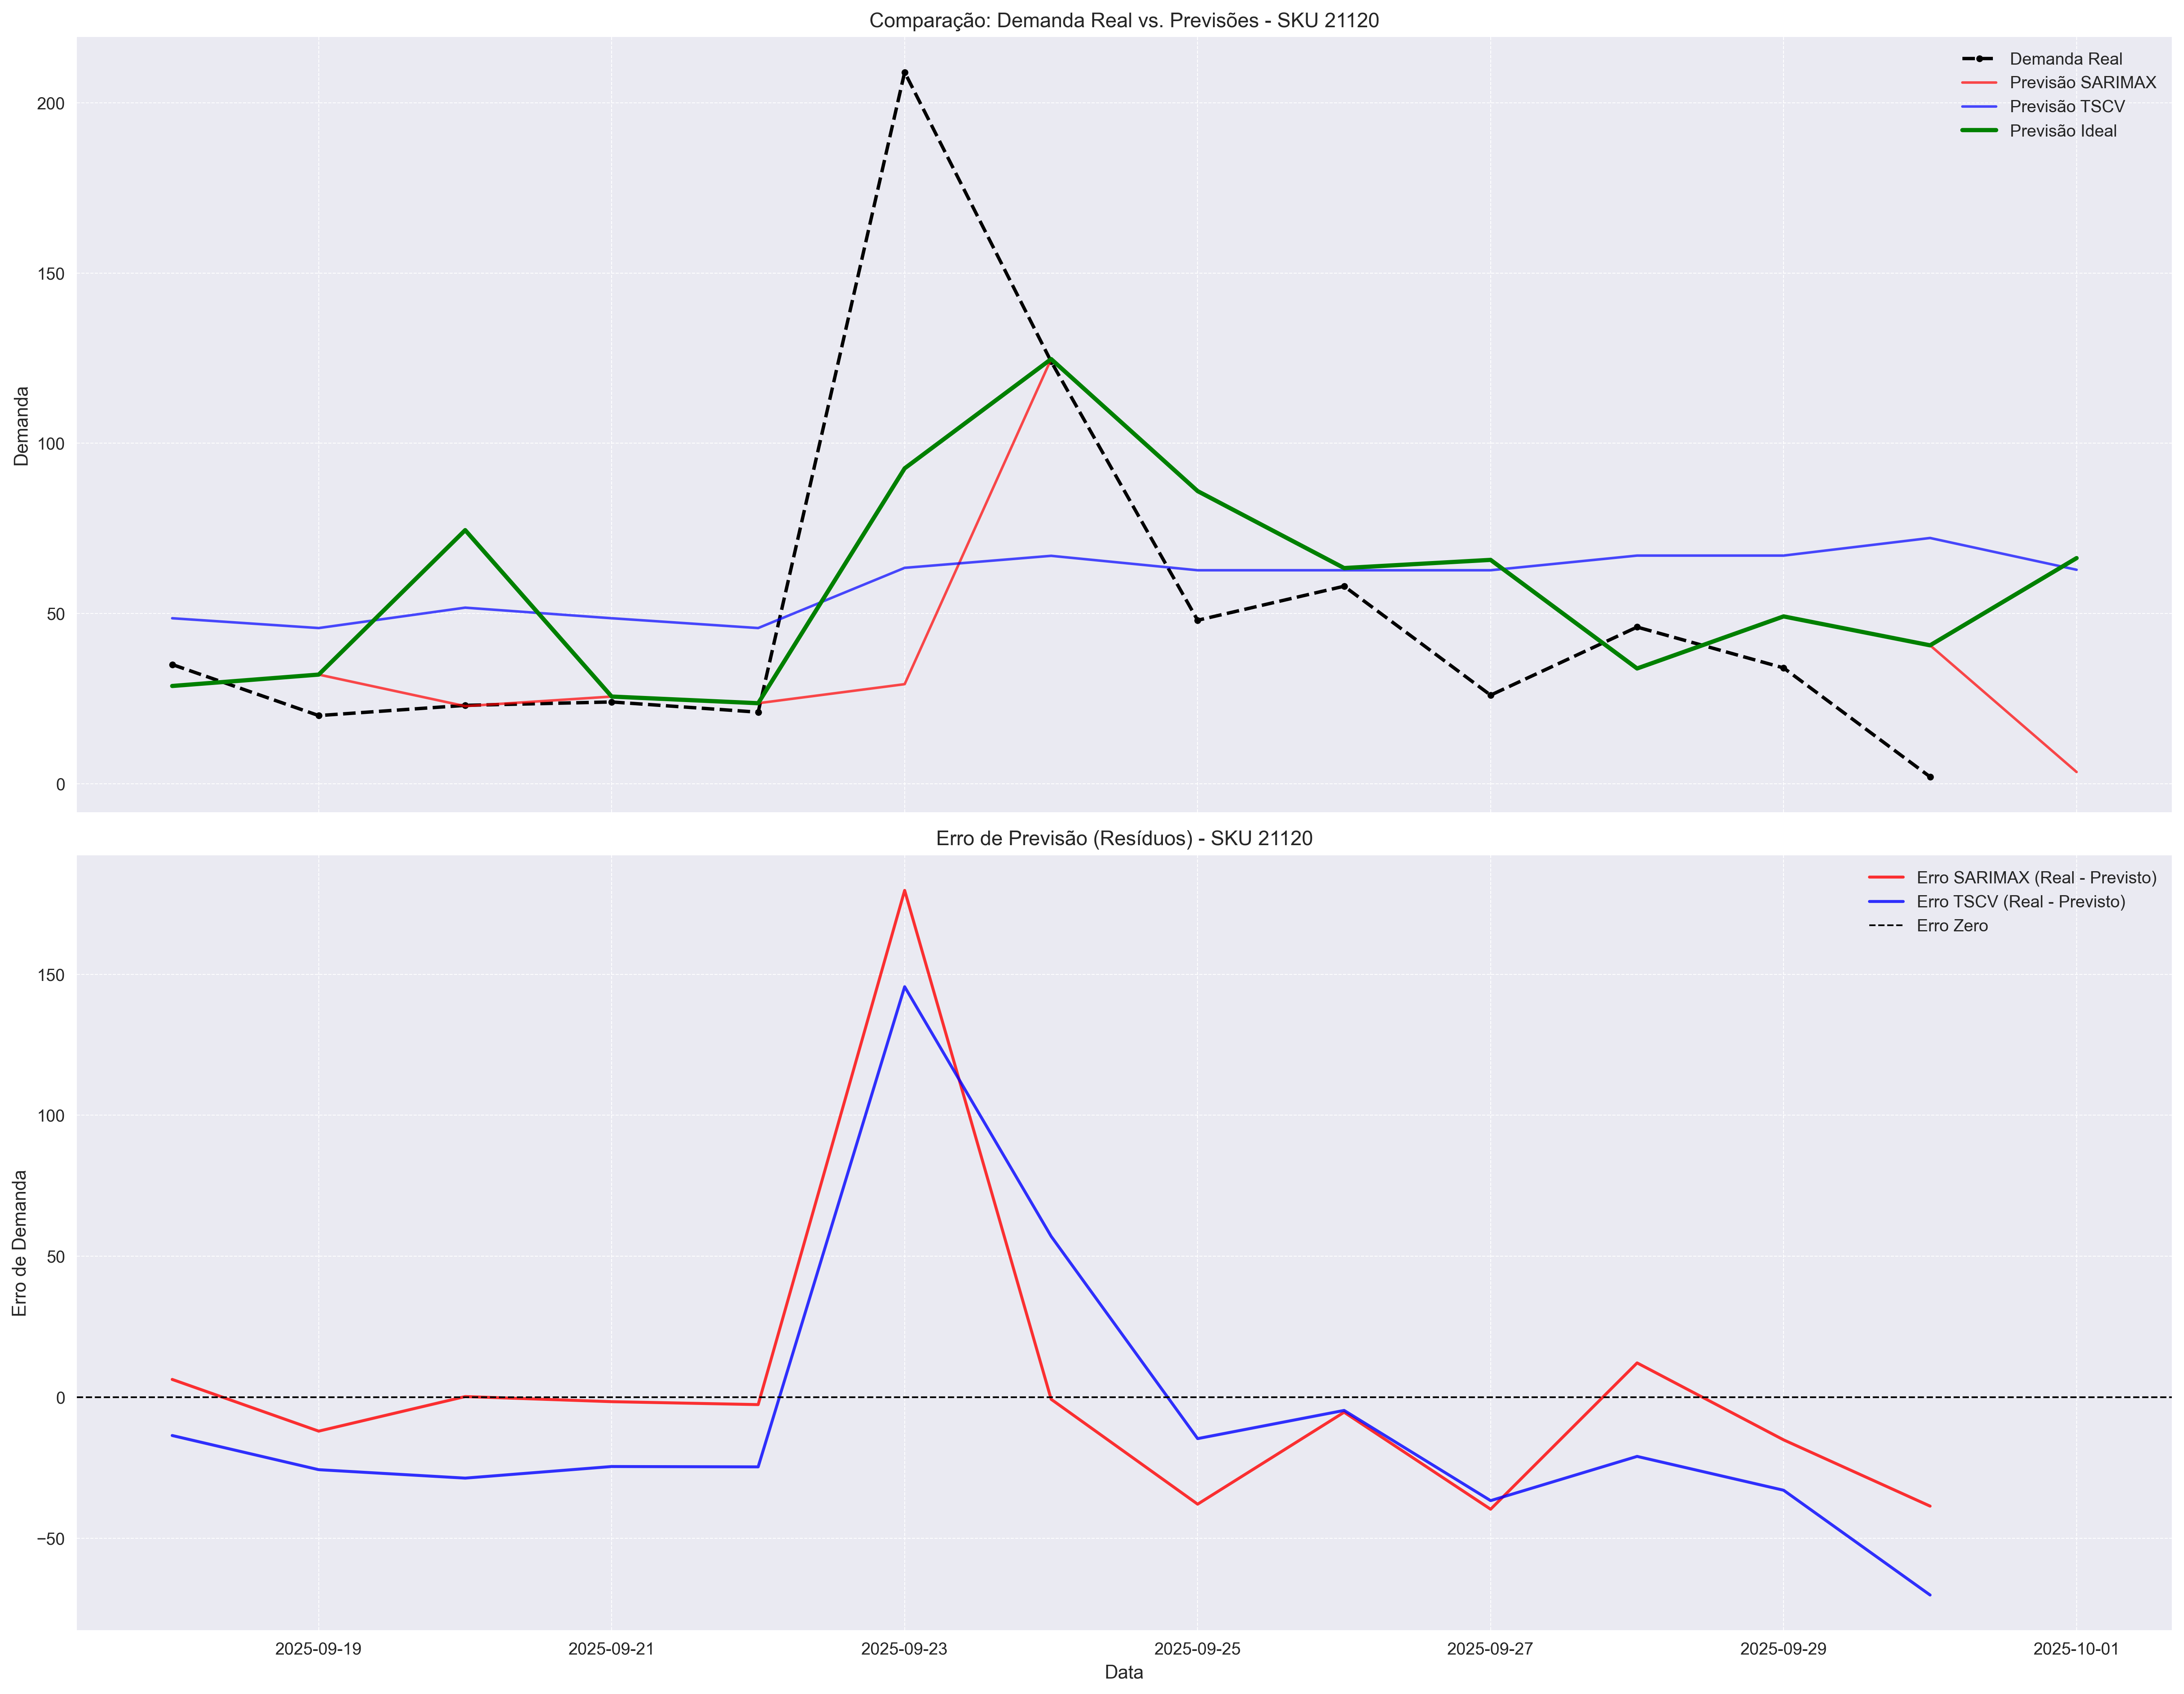 Comparação: Demanda Real vs. Previsões - SKU 21120
Demanda Real
Previsão SARIMAX
Previsão TSCV
Previsão Ideal
Demanda
200
150
100
50
0
Erro de Previsão (Resíduos) - SKU 21120
Erro SARIMAX (Real - Previsto)
Erro TSCV (Real - Previsto)
Erro Zero
Erro de Demanda
150
100
50
0
−50
2025-09-19 2025-09-21 2025-09-23 2025-09-25 2025-09-27 2025-09-29 2025-10-01
Data